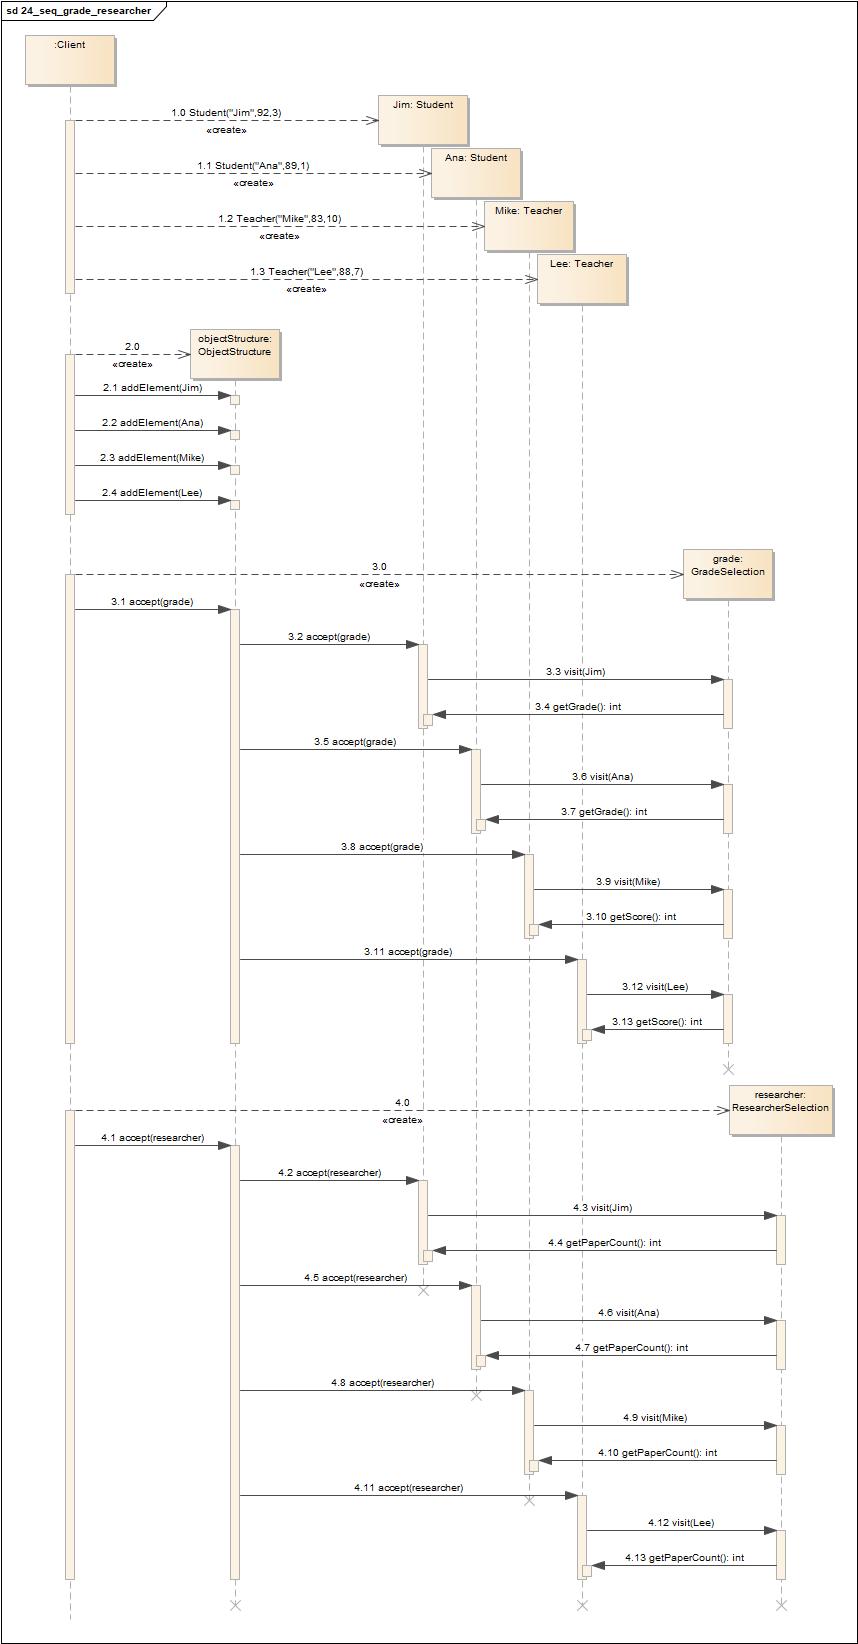 sd 24_seq_grade_researcher
:Client
Jim: Student
1.0 Student("Jim",92,3)
«create»
Ana: Student
1.1 Student("Ana",89,1)
«create»
Mike: Teacher
1.2 Teacher("Mike",83,10)
«create»
Lee: Teacher
1.3 Teacher("Lee",88,7)
«create»
objectStructure:
ObjectStructure
2.0
«create»
2.1 addElement(Jim)
2.2 addElement(Ana)
2.3 addElement(Mike)
2.4 addElement(Lee)
grade:
GradeSelection
3.0
«create»
3.1 accept(grade)
3.2 accept(grade)
3.3 visit(Jim)
3.4 getGrade(): int
3.5 accept(grade)
3.6 visit(Ana)
3.7 getGrade(): int
3.8 accept(grade)
3.9 visit(Mike)
3.10 getScore(): int
3.11 accept(grade)
3.12 visit(Lee)
3.13 getScore(): int
researcher:
ResearcherSelection
4.0
«create»
4.1 accept(researcher)
4.2 accept(researcher)
4.3 visit(Jim)
4.4 getPaperCount(): int
4.5 accept(researcher)
4.6 visit(Ana)
4.7 getPaperCount(): int
4.8 accept(researcher)
4.9 visit(Mike)
4.10 getPaperCount(): int
4.11 accept(researcher)
4.12 visit(Lee)
4.13 getPaperCount(): int